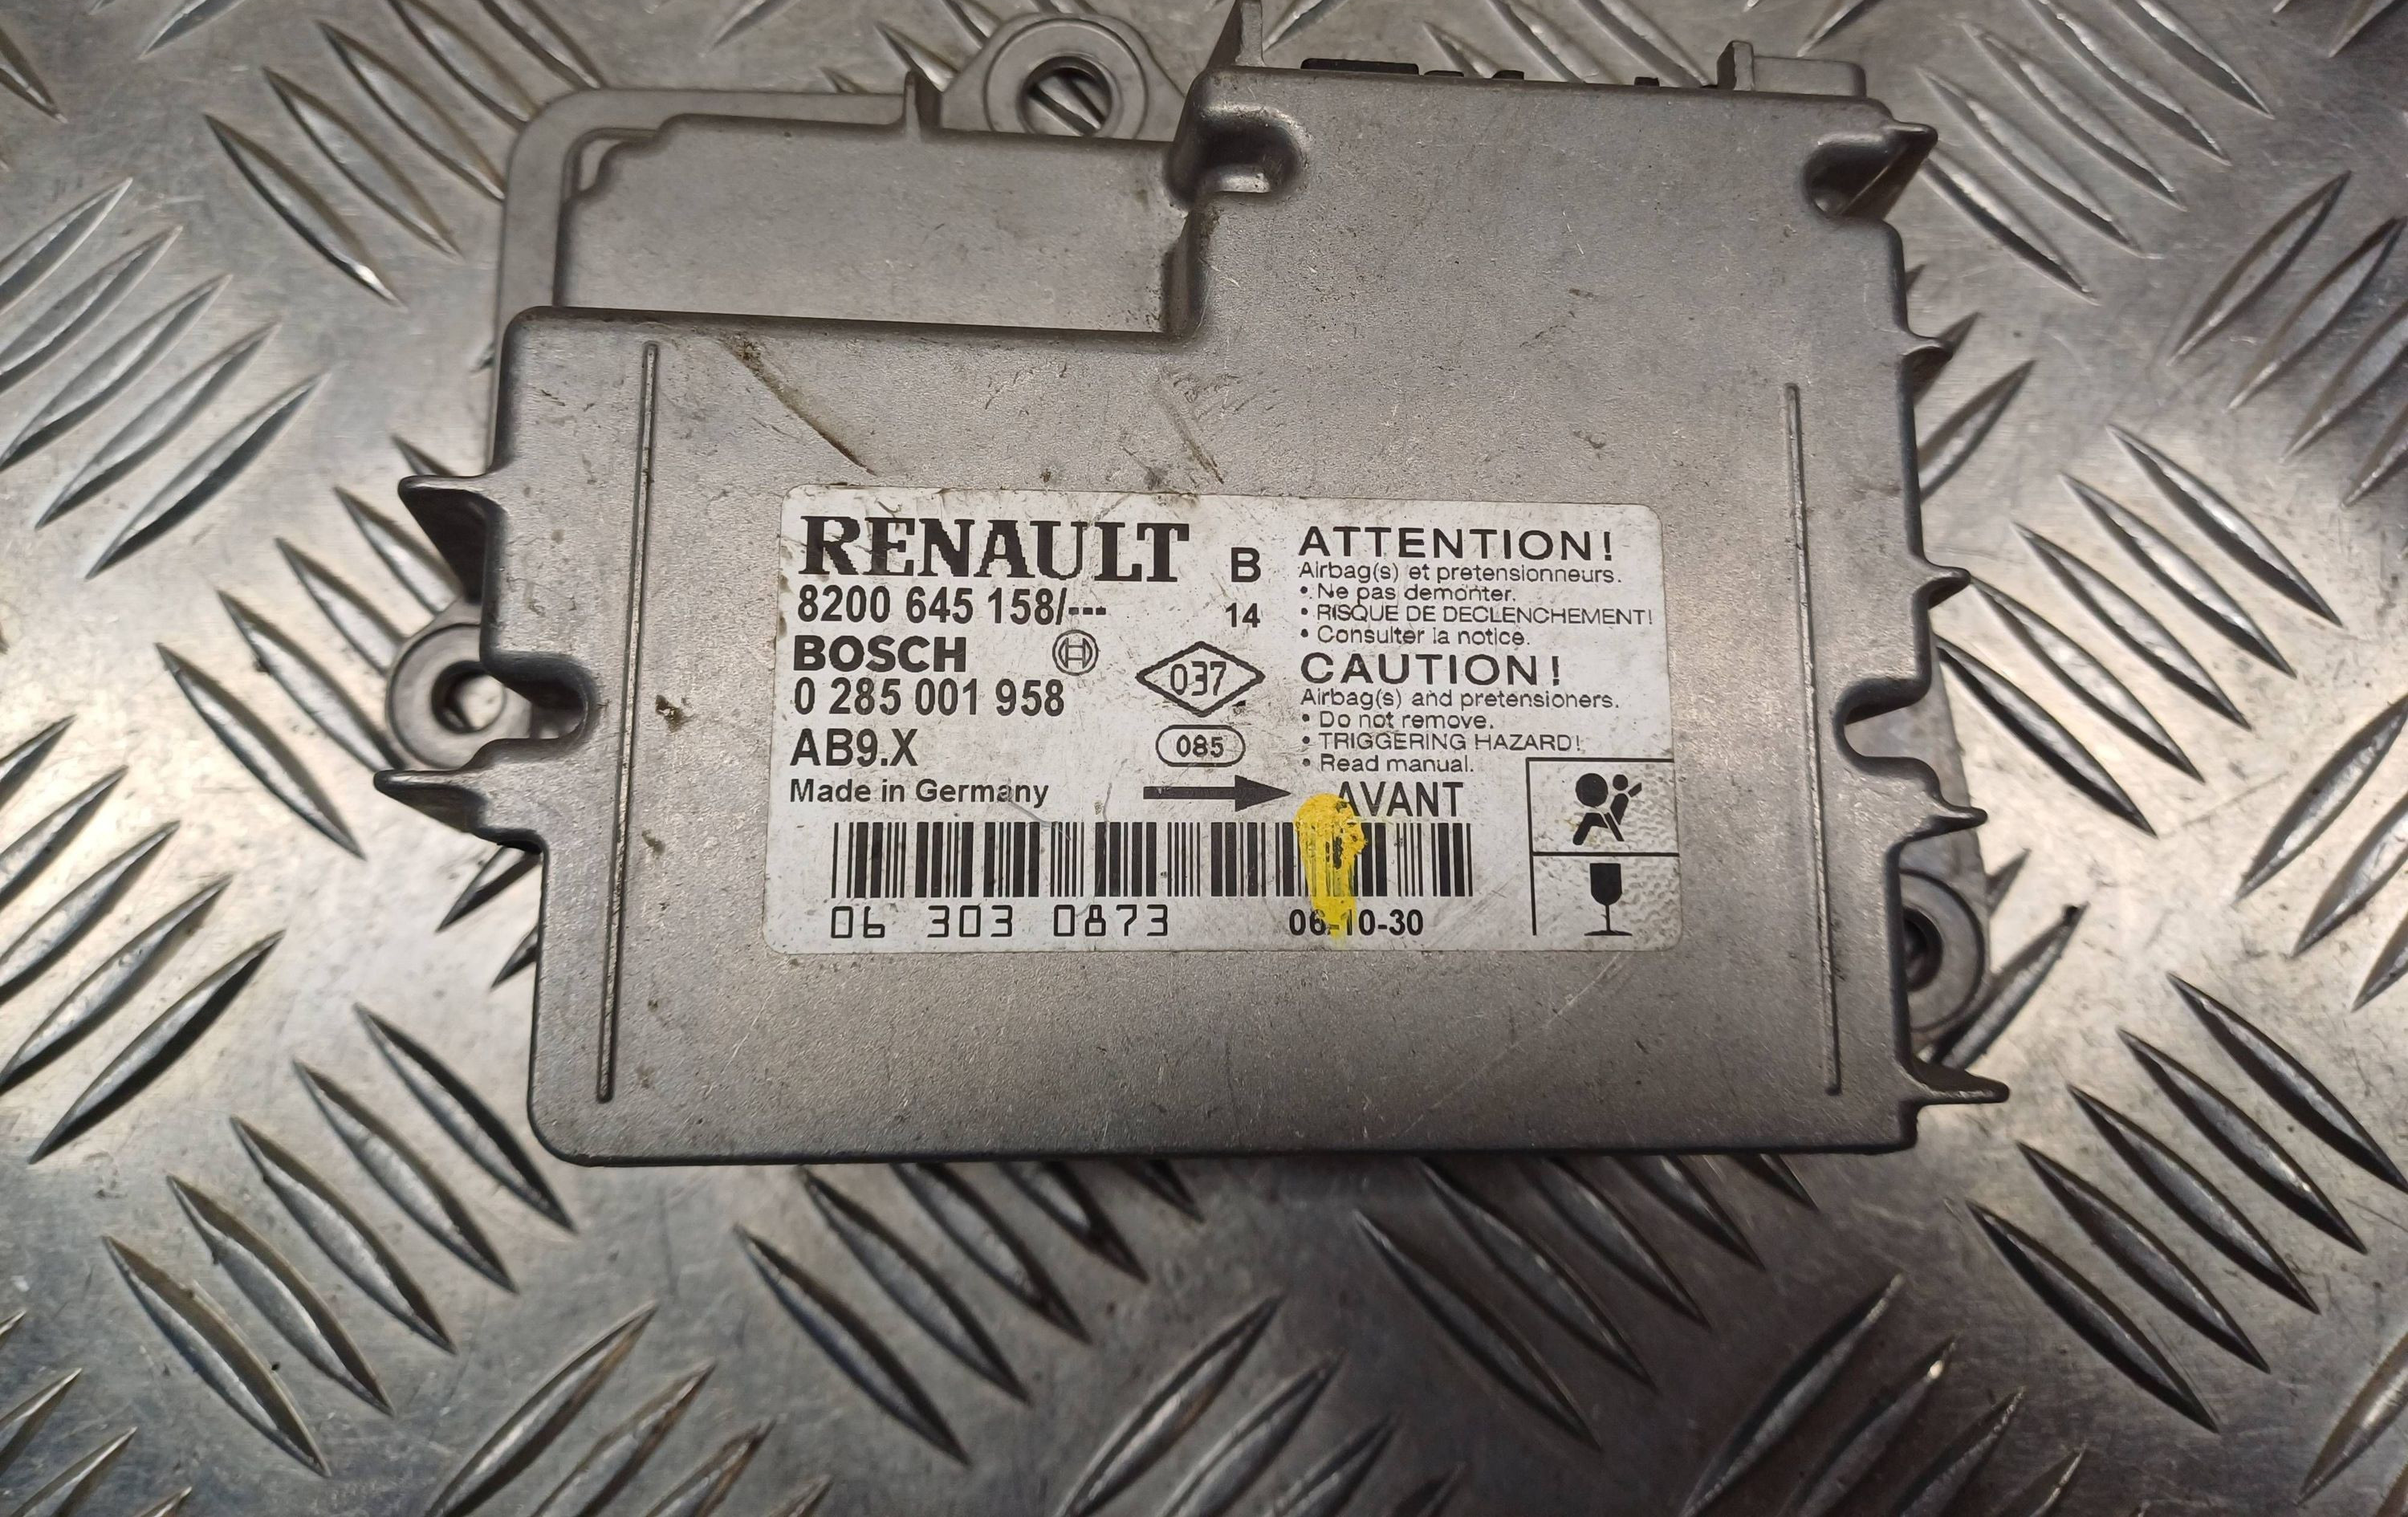 RENAULT B
8200 645 158/---
14
BOSCH
037
0 285 001 958
AB9.X
085
Made in Germany
ATTENTION!
Airbag(s) et pretensionneurs.
• Ne pas demonter.
• RISQUE DE DECLENCHEMENT!
• Consulter la notice.
CAUTION!
Airbag(s) and pretensioners.
• Do not remove.
• TRIGGERING HAZARD!
• Read manual.
AVANT
06 303 0873
06-10-30